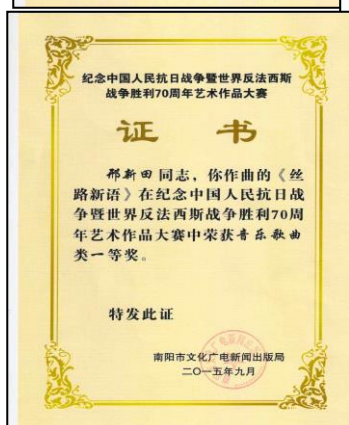 纪念中国人民抗日战争暨世界反法西斯
战争胜利70周年艺术作品大赛
证 书
邢新田同志，你作曲的《丝
路新语》在纪念中国人民抗日战
争暨世界反法西斯战争胜利70周
年艺术作品大赛中荣获音乐歌曲
类一等奖。
特发此证
南阳市文化广电新闻出版局
二〇一五年九月